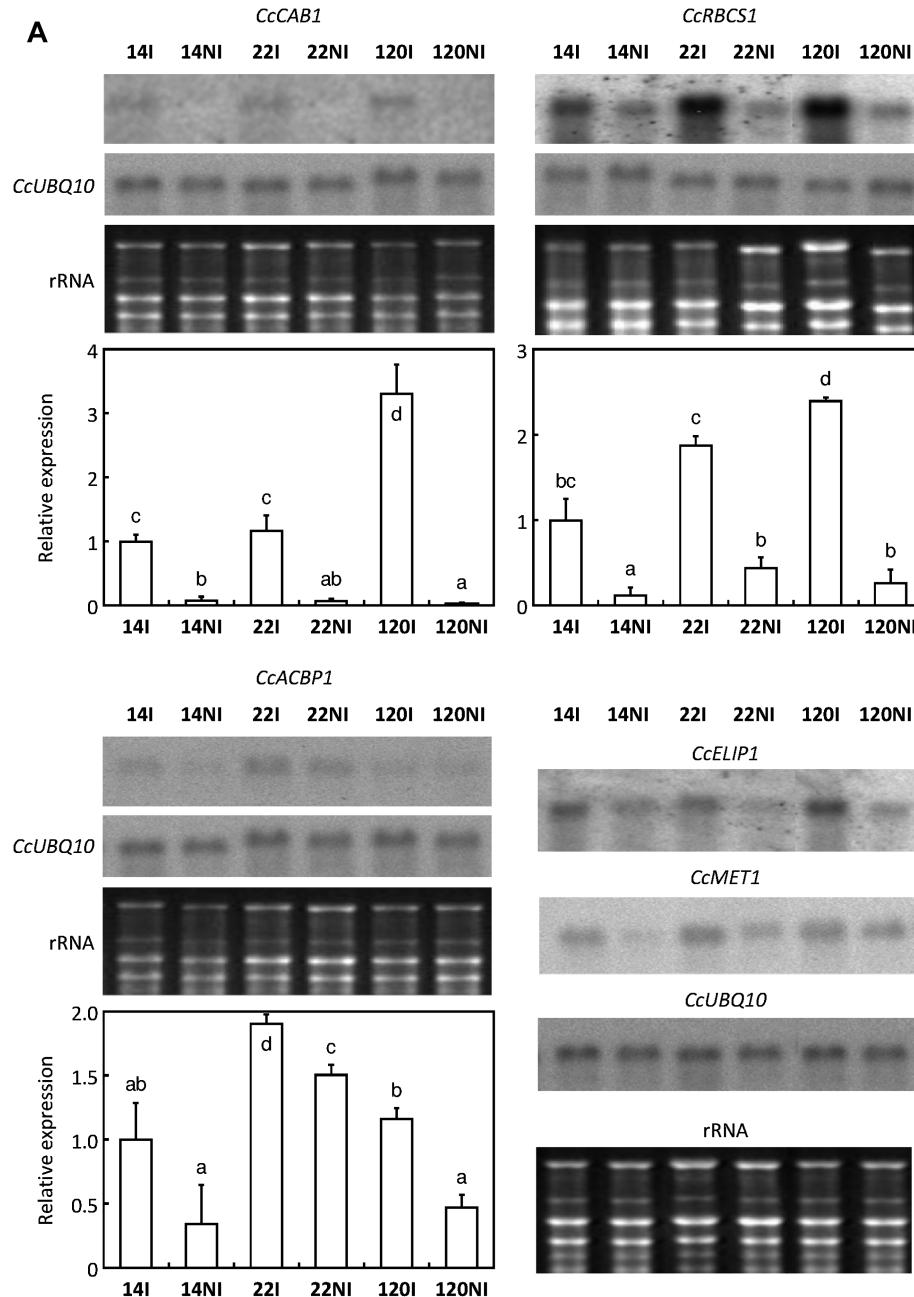 A
CcCAB1
14I 14NI 22I 22NI 120I 120NI
CcUBQ10
rRNA
Relative expression
4
3
2
1
0
c
b
c
ab
d
a
14I 14NI 22I 22NI 120I 120NI
CcRBCS1
14I 14NI 22I 22NI 120I 120NI
3
2
1
0
bc
a
c
b
d
b
14I 14NI 22I 22NI 120I 120NI
CcACBP1
14I 14NI 22I 22NI 120I 120NI
CcUBQ10
rRNA
Relative expression
2.0
1.5
1.0
0.5
0
ab
a
d
c
b
a
14I 14NI 22I 22NI 120I 120NI
14I 14NI 22I 22NI 120I 120NI
CcELIP1
CcMET1
CcUBQ10
rRNA